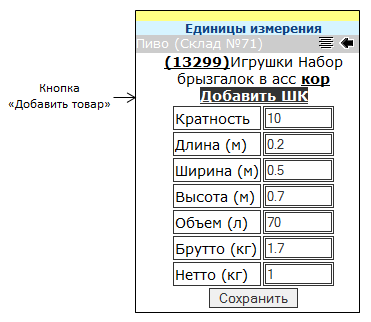 Единицы измерения
Пиво (Склад №71)
(13299)Игрушки Набор
брызгалок в асс кор
Кнопка
«Добавить товар»
Добавить ШК
Кратность 10
Длина (м) 0.2
Ширина (м) 0.5
Высота (м) 0.7
Объем (л) 70
Брутто (кг) 1.7
Нетто (кг) 1
Сохранить